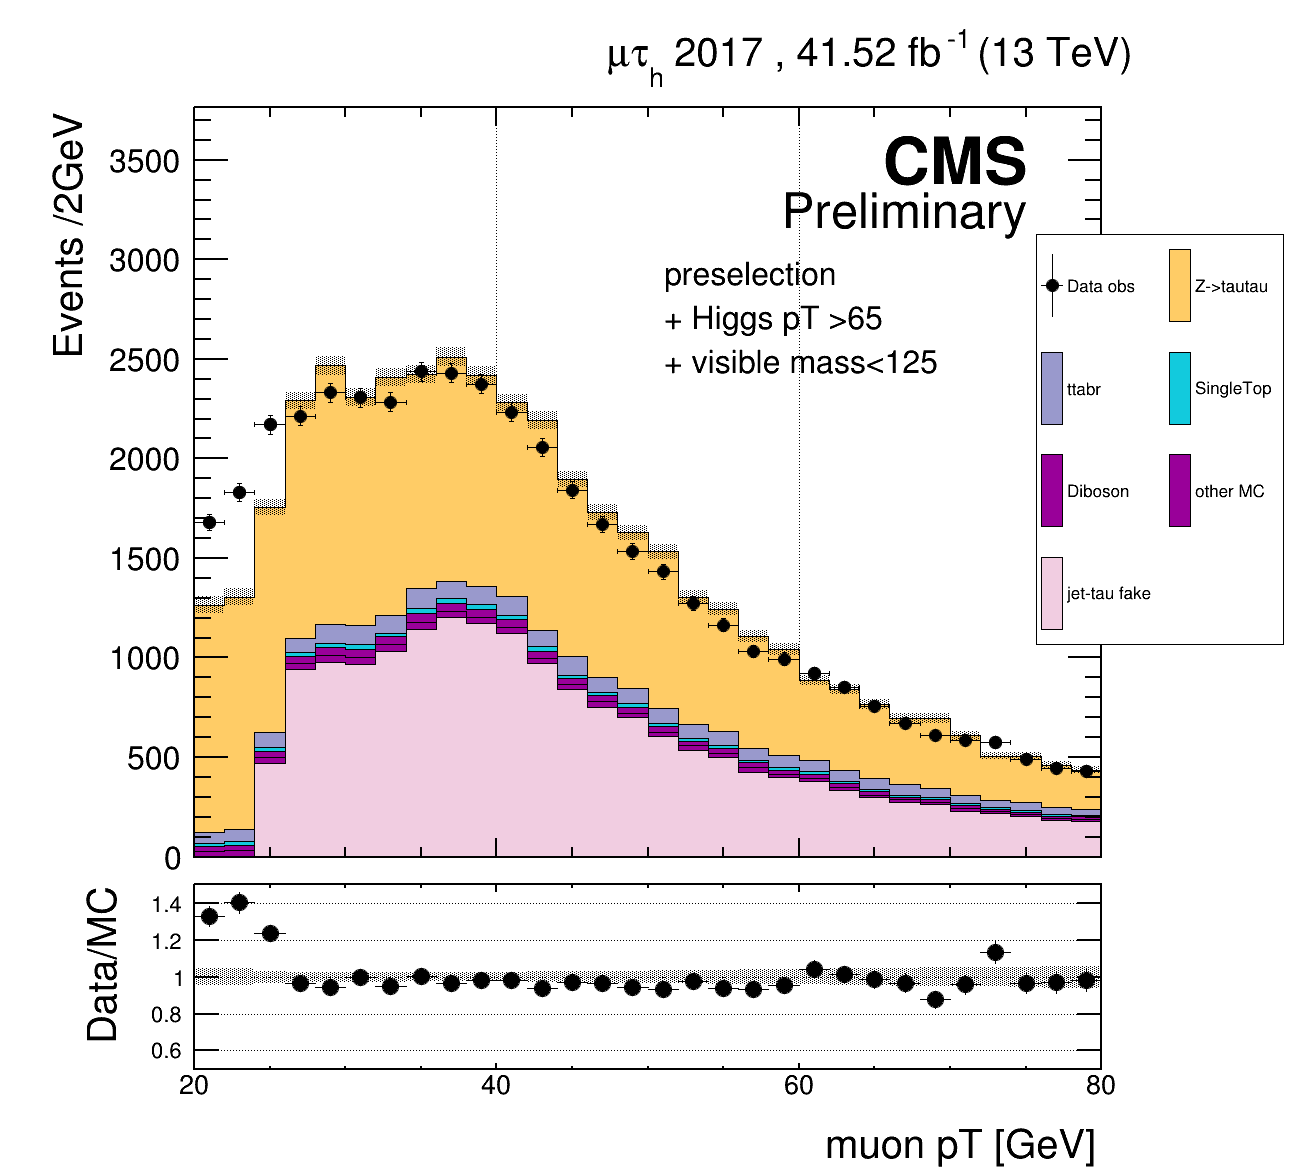 μτh 2017 , 41.52 fb-1 (13 TeV)
Events /2GeV
3500
3000
2500
2000
1500
1000
500
0
CMS
Preliminary
preselection
+ Higgs pT >65
+ visible mass<125
Data obs
Z->tautau
ttabr
SingleTop
Diboson
other MC
jet-tau fake
Data/MC
1.4
1.2
1
0.8
0.6
20
40
60
80
muon pT [GeV]